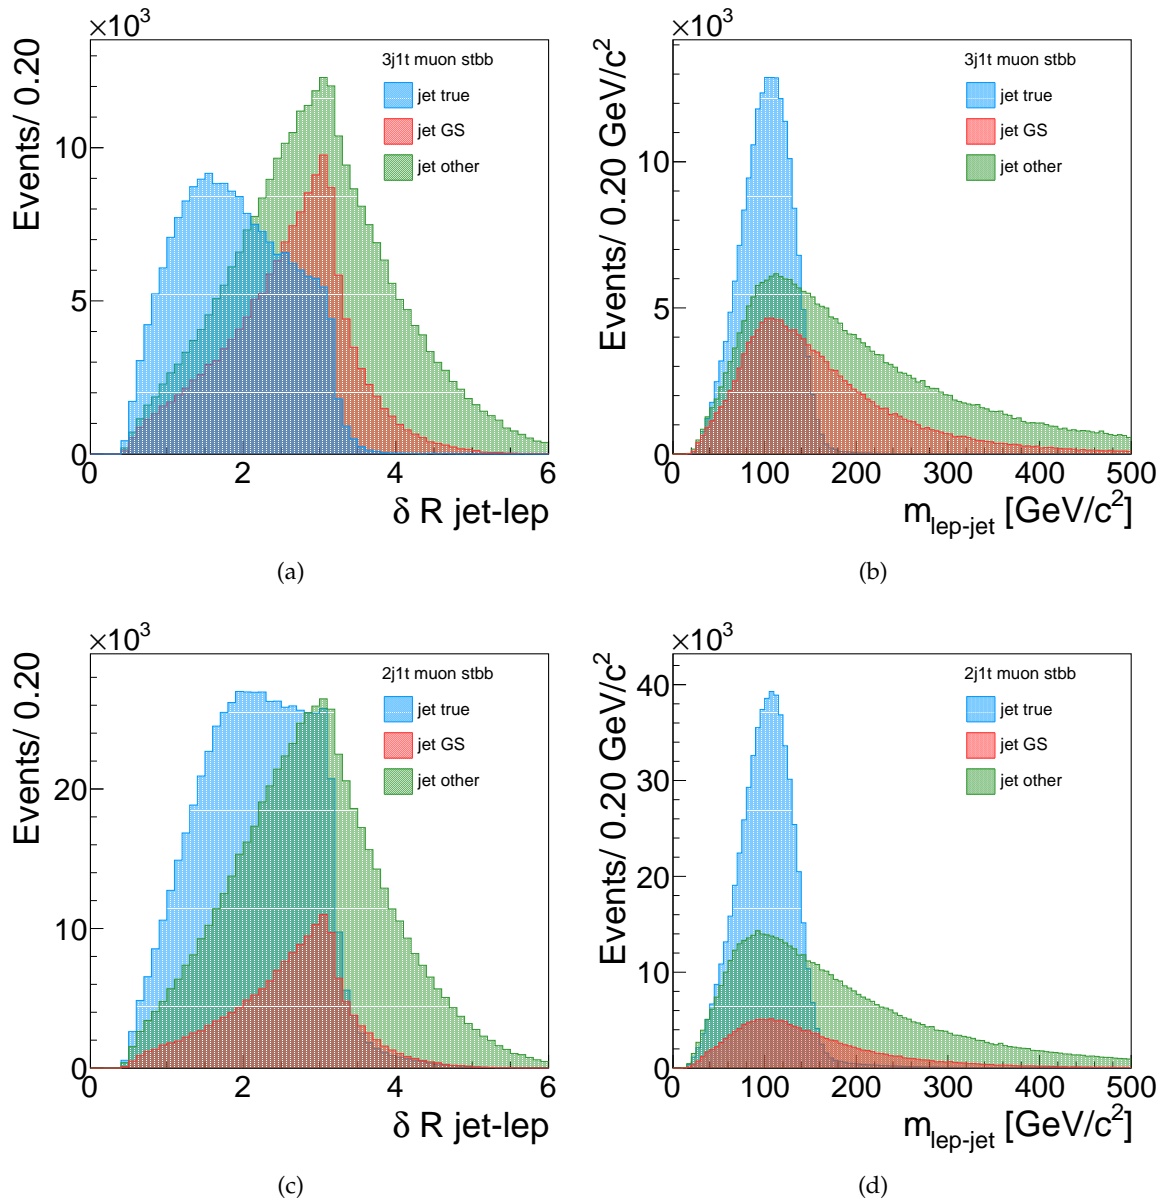 ×10³
Events/ 0.20
10
5
0
0 2 4 6
3j1t muon stbb
jet true
jet GS
jet other
δ R jet-lep
(a)
×10³
Events/ 0.20 GeV/c²
10
5
0
0 100 200 300 400 500
3j1t muon stbb
jet true
jet GS
jet other
m_lep-jet [GeV/c²]
(b)
×10³
Events/ 0.20
20
10
0
0 2 4 6
2j1t muon stbb
jet true
jet GS
jet other
δ R jet-lep
(c)
×10³
Events/ 0.20 GeV/c²
40
30
20
10
0
0 100 200 300 400 500
2j1t muon stbb
jet true
jet GS
jet other
m_lep-jet [GeV/c²]
(d)